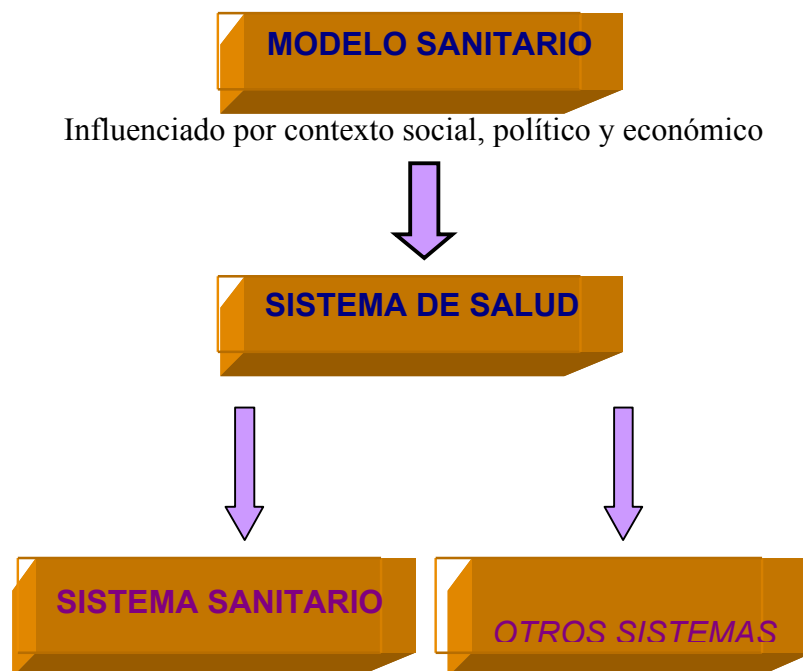 MODELO SANITARIO
Influenciado por contexto social, político y económico
SISTEMA DE SALUD
SISTEMA SANITARIO
OTROS SISTEMAS